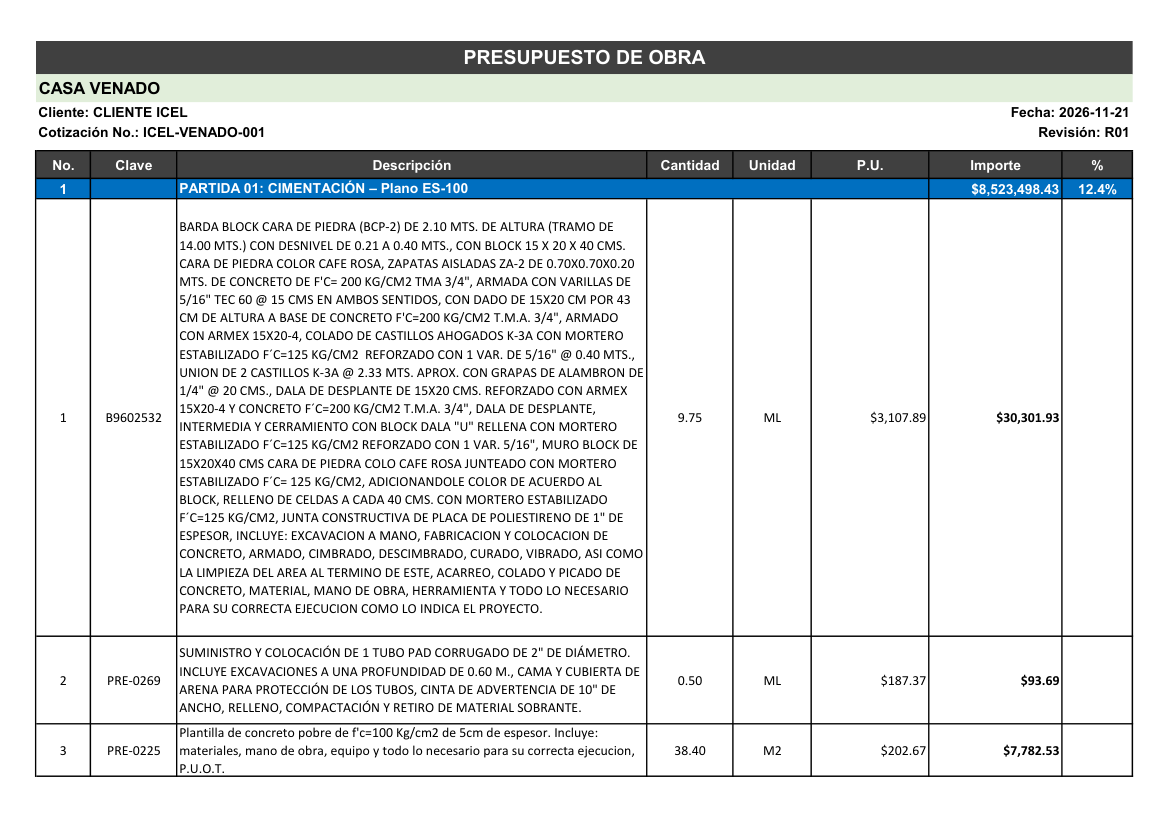 PRESUPUESTO DE OBRA
CASA VENADO
Cliente: CLIENTE ICEL Fecha: 2026-11-21
Cotización No.: ICEL-VENADO-001 Revisión: R01
No. Clave Descripción Cantidad Unidad P.U. Importe %
1 PARTIDA 01: CIMENTACIÓN – Plano ES-100 $8,523,498.43 12.4%
BARDA BLOCK CARA DE PIEDRA (BCP-2) DE 2.10 MTS. DE ALTURA (TRAMO DE
14.00 MTS.) CON DESNIVEL DE 0.21 A 0.40 MTS., CON BLOCK 15 X 20 X 40 CMS.
CARA DE PIEDRA COLOR CAFE ROSA, ZAPATAS AISLADAS ZA-2 DE 0.70X0.70X0.20
MTS. DE CONCRETO DE F'C= 200 KG/CM2 TMA 3/4", ARMADA CON VARILLAS DE
5/16" TEC 60 @ 15 CMS EN AMBOS SENTIDOS, CON DADO DE 15X20 CM POR 43
CM DE ALTURA A BASE DE CONCRETO F'C=200 KG/CM2 T.M.A. 3/4", ARMADO
CON ARMEX 15X20-4, COLADO DE CASTILLOS AHOGADOS K-3A CON MORTERO
ESTABILIZADO F´C=125 KG/CM2 REFORZADO CON 1 VAR. DE 5/16" @ 0.40 MTS.,
UNION DE 2 CASTILLOS K-3A @ 2.33 MTS. APROX. CON GRAPAS DE ALAMBRON DE
1/4" @ 20 CMS., DALA DE DESPLANTE DE 15X20 CMS. REFORZADO CON ARMEX
15X20-4 Y CONCRETO F´C=200 KG/CM2 T.M.A. 3/4", DALA DE DESPLANTE,
1 B9602532 INTERMEDIA Y CERRAMIENTO CON BLOCK DALA "U" RELLENA CON MORTERO 9.75 ML $3,107.89 $30,301.93
ESTABILIZADO F´C=125 KG/CM2 REFORZADO CON 1 VAR. 5/16", MURO BLOCK DE
15X20X40 CMS CARA DE PIEDRA COLO CAFE ROSA JUNTEADO CON MORTERO
ESTABILIZADO F´C= 125 KG/CM2, ADICIONANDOLE COLOR DE ACUERDO AL
BLOCK, RELLENO DE CELDAS A CADA 40 CMS. CON MORTERO ESTABILIZADO
F´C=125 KG/CM2, JUNTA CONSTRUCTIVA DE PLACA DE POLIESTIRENO DE 1" DE
ESPESOR, INCLUYE: EXCAVACION A MANO, FABRICACION Y COLOCACION DE
CONCRETO, ARMADO, CIMBRADO, DESCIMBRADO, CURADO, VIBRADO, ASI COMO
LA LIMPIEZA DEL AREA AL TERMINO DE ESTE, ACARREO, COLADO Y PICADO DE
CONCRETO, MATERIAL, MANO DE OBRA, HERRAMIENTA Y TODO LO NECESARIO
PARA SU CORRECTA EJECUCION COMO LO INDICA EL PROYECTO.
SUMINISTRO Y COLOCACIÓN DE 1 TUBO PAD CORRUGADO DE 2" DE DIÁMETRO.
INCLUYE EXCAVACIONES A UNA PROFUNDIDAD DE 0.60 M., CAMA Y CUBIERTA DE
2 PRE-0269 ARENA PARA PROTECCIÓN DE LOS TUBOS, CINTA DE ADVERTENCIA DE 10" DE 0.50 ML $187.37 $93.69
ANCHO, RELLENO, COMPACTACIÓN Y RETIRO DE MATERIAL SOBRANTE.
Plantilla de concreto pobre de f'c=100 Kg/cm2 de 5cm de espesor. Incluye:
3 PRE-0225 materiales, mano de obra, equipo y todo lo necesario para su correcta ejecucion, 38.40 M2 $202.67 $7,782.53
P.U.O.T.